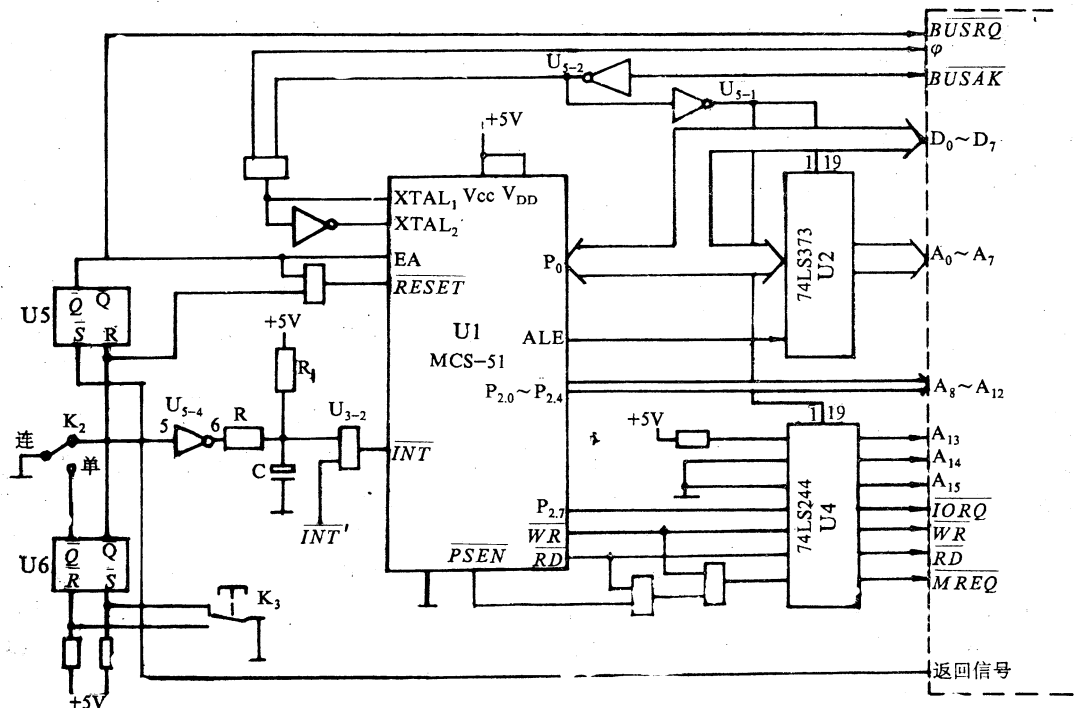 BUSRQ
φ
BUSAK
U5-2
U5-1
+5V
D0~D7
1 19
XTAL1 Vcc VDD
XTAL2
EA
RESET
P0
74LS373
U2
A0~A7
U5
Q Q
S R
+5V
R1
U1
MCS-51
ALE
P2.0~P2.4
A8~A12
1 19
连
K2
单
U5-4
5 6
R
C
U3-2
INT
INT'
+5V
A13
A14
A15
IORQ
WR
RD
MREQ
P2.7
WR
RD
PSEN
74LS244
U4
U6
Q Q
R S
K3
+5V
返回信号